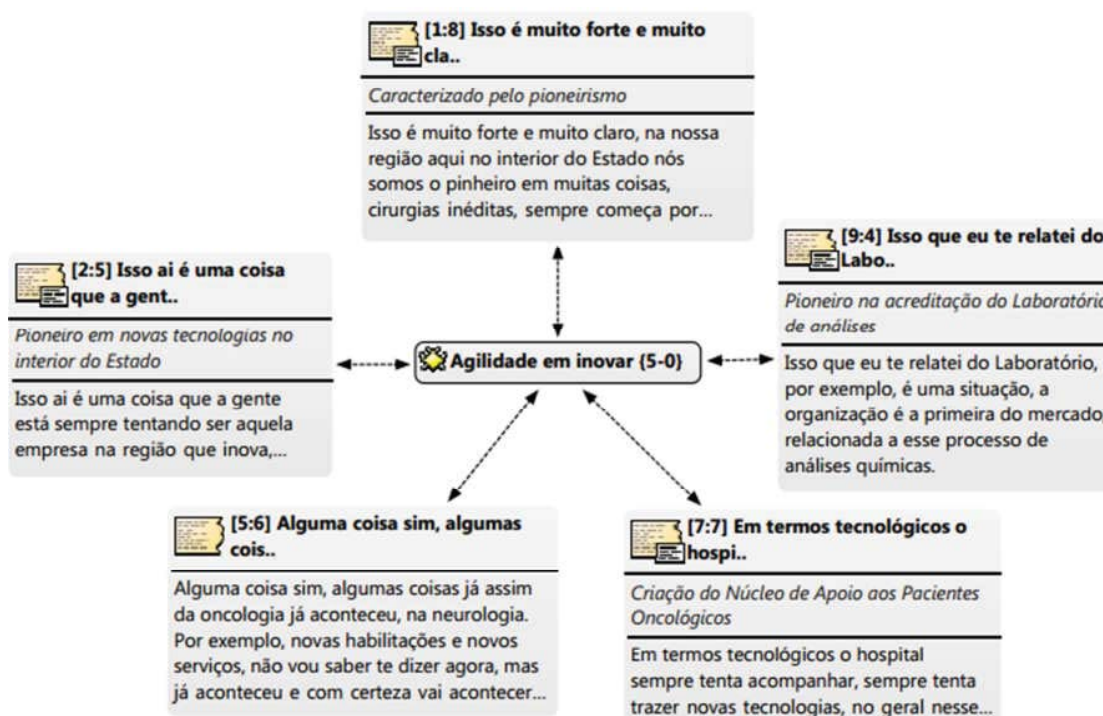 [1:8] Isso é muito forte e muito
cla..
Caracterizado pelo pioneirismo
Isso é muito forte e muito claro, na nossa
região aqui no interior do Estado nós
somos o pinheiro em muitas coisas,
cirurgias inéditas, sempre começa por...
[2:5] Isso ai é uma coisa
que a gent..
Pioneiro em novas tecnologias no
interior do Estado
Isso ai é uma coisa que a gente
está sempre tentando ser aquela
empresa na região que inova,...
Agilidade em inovar {5-0}
[9:4] Isso que eu te relatei do
Labo..
Pioneiro na acreditação do Laboratório
de análises
Isso que eu te relatei do Laboratório,
por exemplo, é uma situação, a
organização é a primeira do mercado,
relacionada a esse processo de
análises químicas.
[5:6] Alguma coisa sim, algumas
cois..
Alguma coisa sim, algumas coisas já assim
da oncologia já aconteceu, na neurologia.
Por exemplo, novas habilitações e novos
serviços, não vou saber te dizer agora, mas
já aconteceu e com certeza vai acontecer...
[7:7] Em termos tecnológicos o
hospi..
Criação do Núcleo de Apoio aos Pacientes
Oncológicos
Em termos tecnológicos o hospital
sempre tenta acompanhar, sempre tenta
trazer novas tecnologias, no geral nesse...